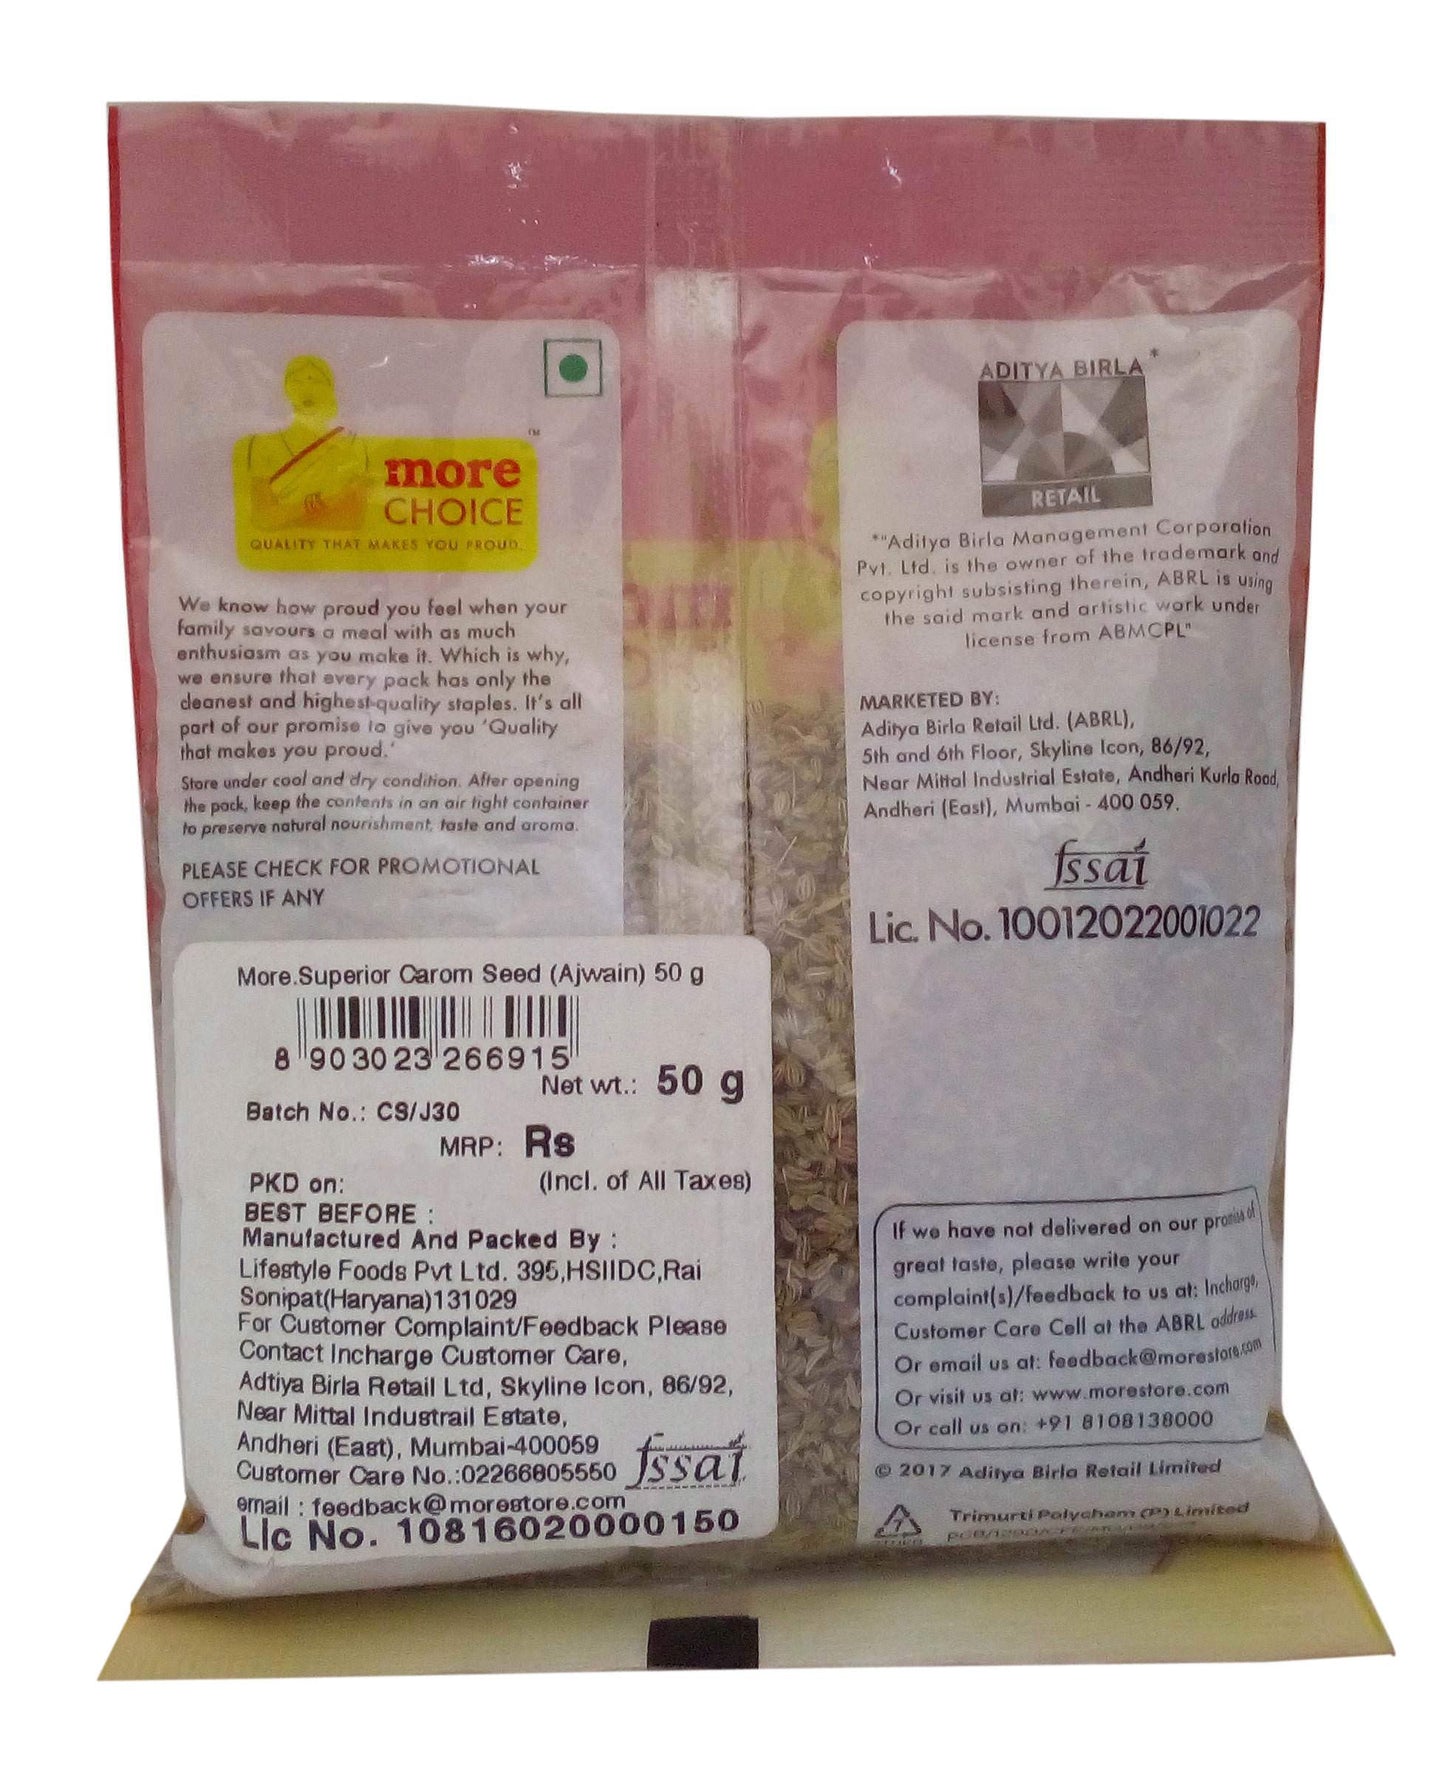 more
CHOICE
QUALITY THAT MAKES YOU PROUD.
TM
We know how proud you feel when your
family savours a meal with as much
enthusiasm as you make it. Which is why,
we ensure that every pack has only the
cleanest and highest-quality staples. It's all
part of our promise to give you 'Quality
that makes you proud.'
Store under cool and dry condition. After opening
the pack, keep the contents in an air tight container
to preserve natural nourishment, taste and aroma.
PLEASE CHECK FOR PROMOTIONAL
OFFERS IF ANY
More.Superior Carom Seed (Ajwain) 50 g
8 903023 266915
Net wt.: 50 g
Batch No.: CS/J30
MRP: Rs
PKD on: (Incl. of All Taxes)
BEST BEFORE :
Manufactured And Packed By :
Lifestyle Foods Pvt Ltd. 395,HSIIDC,Rai
Sonipat(Haryana)131029
For Customer Complaint/Feedback Please
Contact Incharge Customer Care,
Adtiya Birla Retail Ltd, Skyline Icon, 86/92,
Near Mittal Industrail Estate,
Andheri (East), Mumbai-400059
Customer Care No.:02266805550
fssai
email : feedback@morestore.com
Lic No. 10816020000150
ADITYA BIRLA*
RETAIL
*"Aditya Birla Management Corporation
Pvt. Ltd. is the owner of the trademark and
copyright subsisting therein, ABRL is using
the said mark and artistic work under
license from ABMCPL"
MARKETED BY:
Aditya Birla Retail Ltd. (ABRL),
5th and 6th Floor, Skyline Icon, 86/92,
Near Mittal Industrial Estate, Andheri Kurla Road,
Andheri (East), Mumbai - 400 059.
fssai
Lic. No. 10012022001022
If we have not delivered on our promise of
great taste, please write your
complaint(s)/feedback to us at: Incharge,
Customer Care Cell at the ABRL address.
Or email us at: feedback@morestore.com
Or visit us at: www.morestore.com
Or call us on: +91 8108138000
© 2017 Aditya Birla Retail Limited
7
Trimurti Polychem (P) Limited